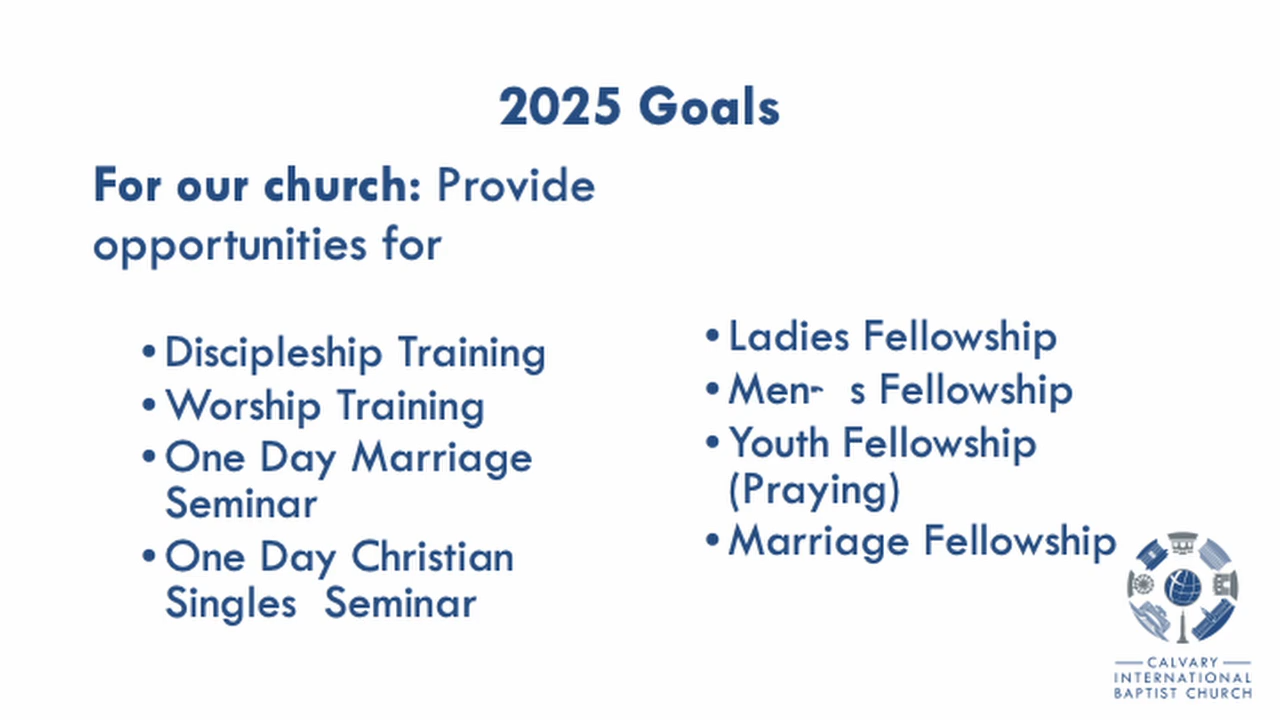 2025 Goals
For our church: Provide
opportunities for
• Discipleship Training
• Worship Training
• One Day Marriage
Seminar
• One Day Christian
Singles Seminar
• Ladies Fellowship
• Men- s Fellowship
• Youth Fellowship
(Praying)
• Marriage Fellowship
CALVARY
INTERNATIONAL
BAPTIST CHURCH